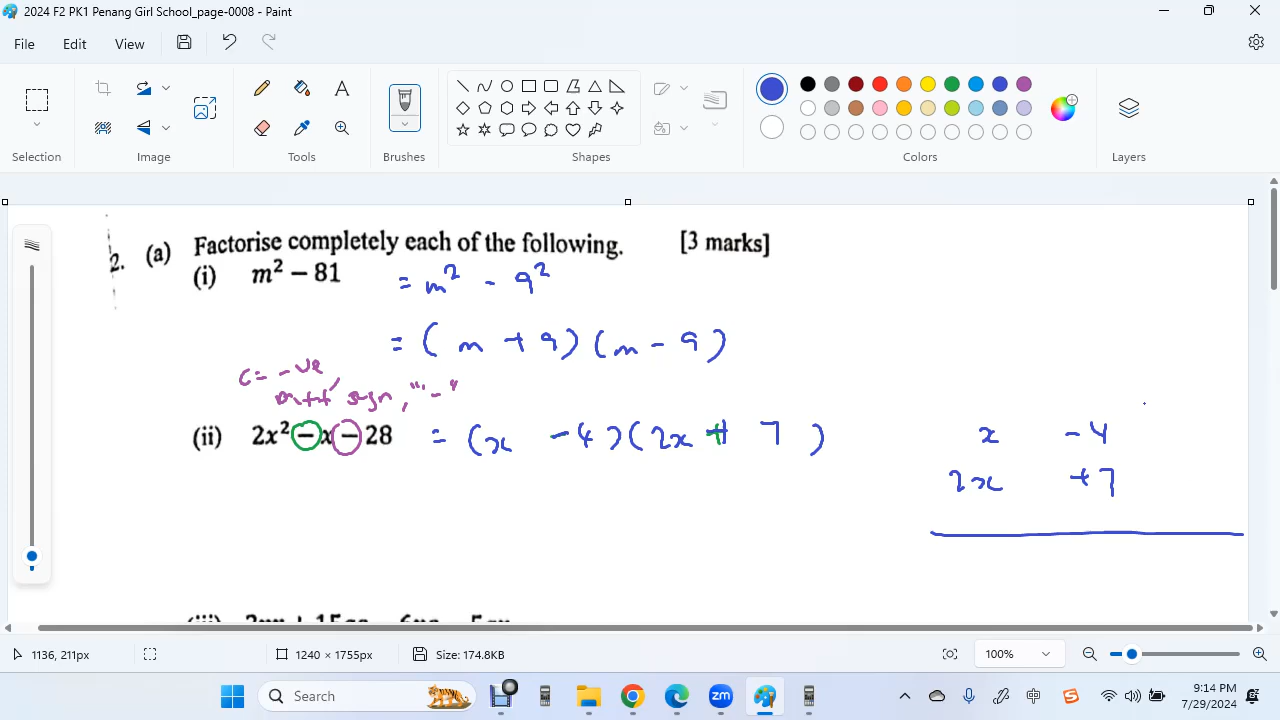 2024 F2 PK1 Penang Girl School_page-0008 - Paint
File Edit View
Selection Image Tools Brushes Shapes Colors Layers
2. (a) Factorise completely each of the following. [3 marks]
(i) m² − 81 = m² - 9²
= (m + 9)(m - 9)
c = -ve
sign, "-"
(ii) 2x² − x − 28 = (x - 4)(2x + 7)
x -4
2x +7
1136, 211px 1240 × 1755px Size: 174.8KB 100%
Search zm 中 S 9:14 PM
7/29/2024